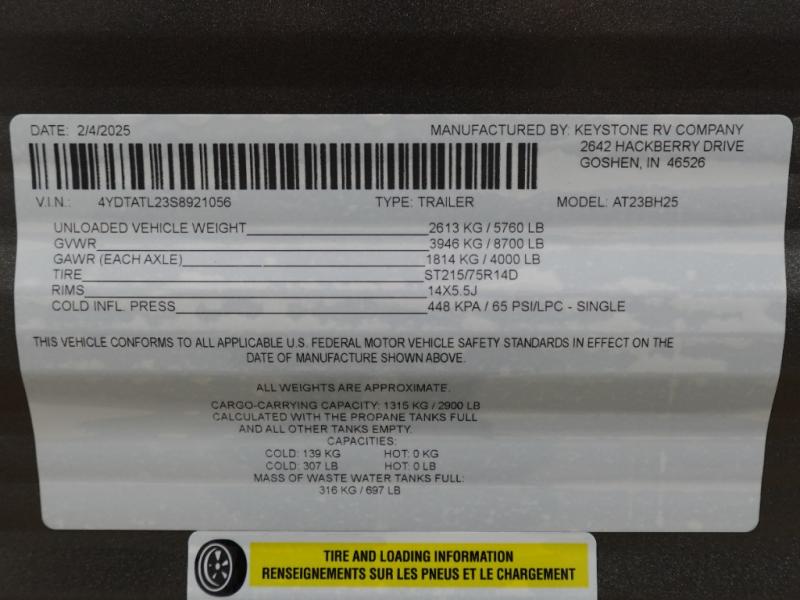 DATE: 2/4/2025 MANUFACTURED BY: KEYSTONE RV COMPANY
2642 HACKBERRY DRIVE
GOSHEN, IN 46526
V.I.N.: 4YDTATL23S8921056 TYPE: TRAILER MODEL: AT23BH25
UNLOADED VEHICLE WEIGHT 2613 KG / 5760 LB
GVWR 3946 KG / 8700 LB
GAWR (EACH AXLE) 1814 KG / 4000 LB
TIRE ST215/75R14D
RIMS 14X5.5J
COLD INFL. PRESS 448 KPA / 65 PSI/LPC - SINGLE
THIS VEHICLE CONFORMS TO ALL APPLICABLE U.S. FEDERAL MOTOR VEHICLE SAFETY STANDARDS IN EFFECT ON THE
DATE OF MANUFACTURE SHOWN ABOVE.
ALL WEIGHTS ARE APPROXIMATE.
CARGO-CARRYING CAPACITY: 1315 KG / 2900 LB
CALCULATED WITH THE PROPANE TANKS FULL
AND ALL OTHER TANKS EMPTY.
CAPACITIES:
COLD: 139 KG HOT: 0 KG
COLD: 307 LB HOT: 0 LB
MASS OF WASTE WATER TANKS FULL:
316 KG / 697 LB
TIRE AND LOADING INFORMATION
RENSEIGNEMENTS SUR LES PNEUS ET LE CHARGEMENT